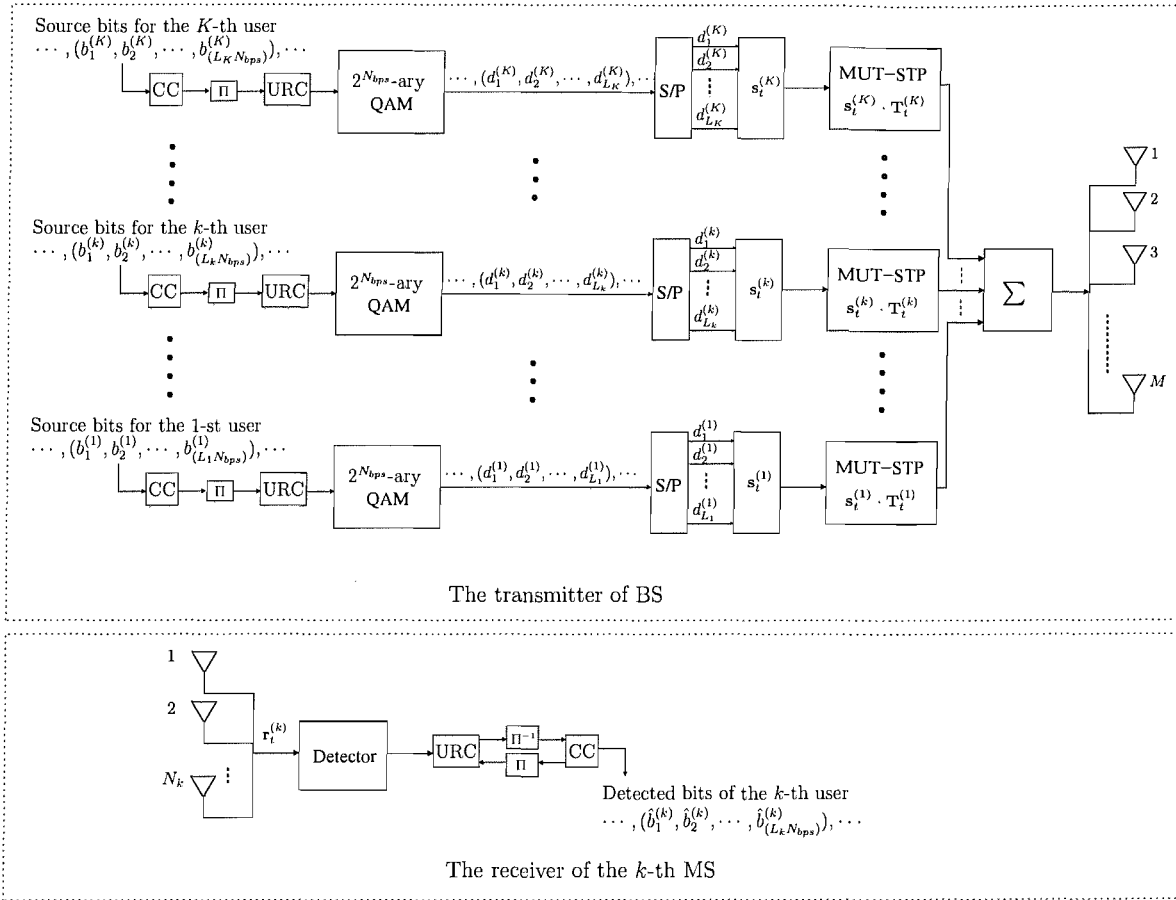 Source bits for the K-th user
⋯ , (b_1^{(K)}, b_2^{(K)}, ⋯ , b_{(L_K N_{bps})}^{(K)}), ⋯
CC
Π
URC
2^{N_{bps}}-ary
QAM
⋯ , (d_1^{(K)}, d_2^{(K)}, ⋯ , d_{L_K}^{(K)}), ⋯
S/P
d_1^{(K)}
d_2^{(K)}
d_{L_K}^{(K)}
s_t^{(K)}
MUT-STP
s_t^{(K)} · T_t^{(K)}
Source bits for the k-th user
⋯ , (b_1^{(k)}, b_2^{(k)}, ⋯ , b_{(L_k N_{bps})}^{(k)}), ⋯
CC
Π
URC
2^{N_{bps}}-ary
QAM
⋯ , (d_1^{(k)}, d_2^{(k)}, ⋯ , d_{L_k}^{(k)}), ⋯
S/P
d_1^{(k)}
d_2^{(k)}
d_{L_k}^{(k)}
s_t^{(k)}
MUT-STP
s_t^{(k)} · T_t^{(k)}
∑
1
2
3
M
Source bits for the 1-st user
⋯ , (b_1^{(1)}, b_2^{(1)}, ⋯ , b_{(L_1 N_{bps})}^{(1)}), ⋯
CC
Π
URC
2^{N_{bps}}-ary
QAM
⋯ , (d_1^{(1)}, d_2^{(1)}, ⋯ , d_{L_1}^{(1)}), ⋯
S/P
d_1^{(1)}
d_2^{(1)}
d_{L_1}^{(1)}
s_t^{(1)}
MUT-STP
s_t^{(1)} · T_t^{(1)}
The transmitter of BS
1
2
N_k
r_t^{(k)}
Detector
URC
Π^{-1}
Π
CC
Detected bits of the k-th user
⋯ , (b̂_1^{(k)}, b̂_2^{(k)}, ⋯ , b̂_{(L_k N_{bps})}^{(k)}), ⋯
The receiver of the k-th MS